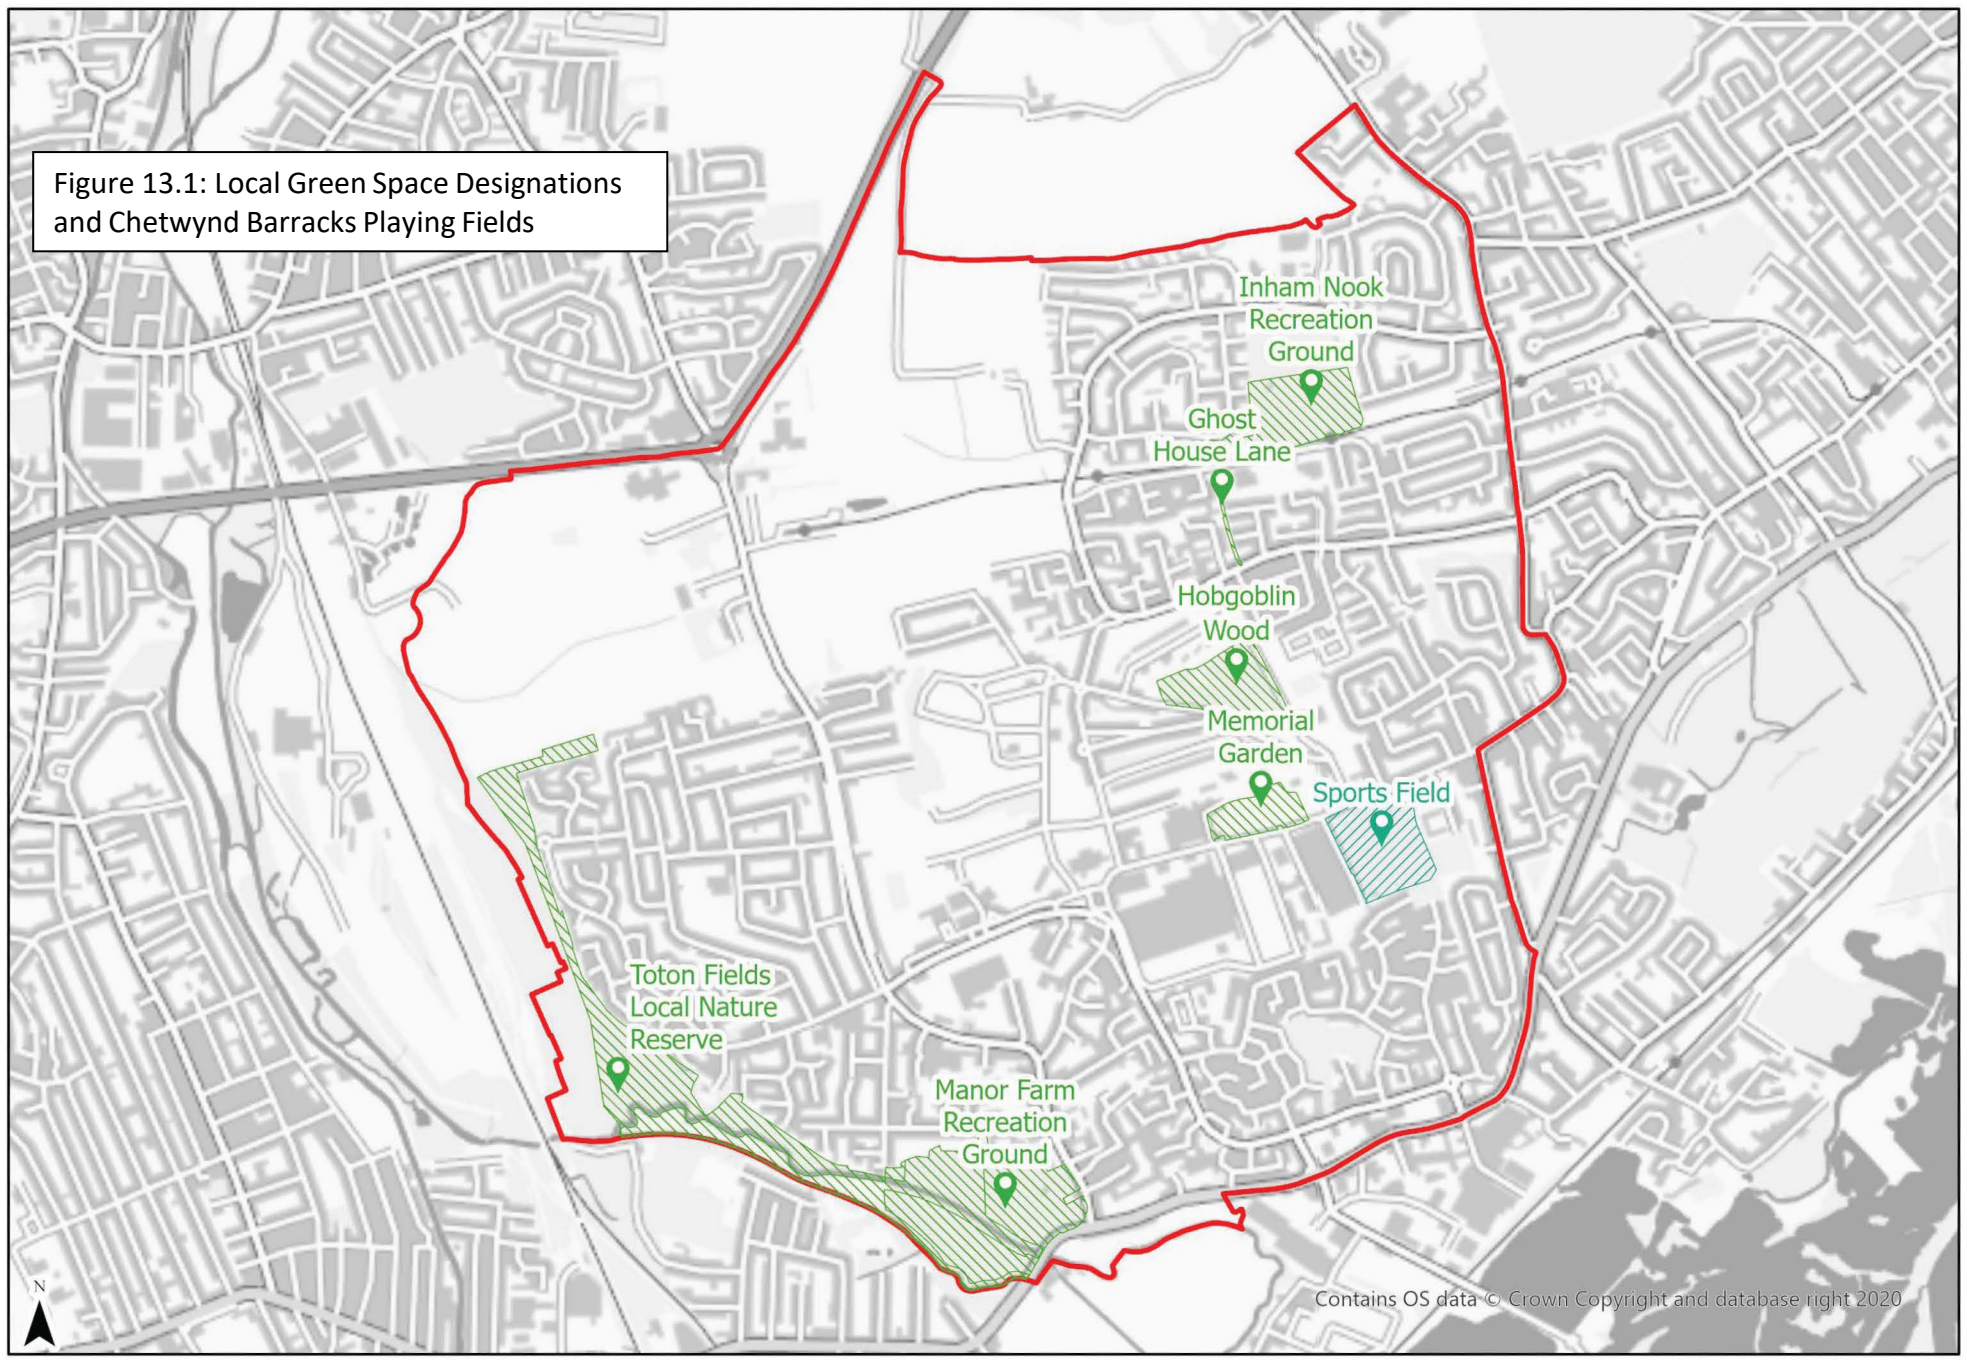 Figure 13.1: Local Green Space Designations
and Chetwynd Barracks Playing Fields
Inham Nook
Recreation
Ground
Ghost
House Lane
Hobgoblin
Wood
Memorial
Garden
Sports Field
Toton Fields
Local Nature
Reserve
Manor Farm
Recreation
Ground
N
Contains OS data © Crown Copyright and database right 2020